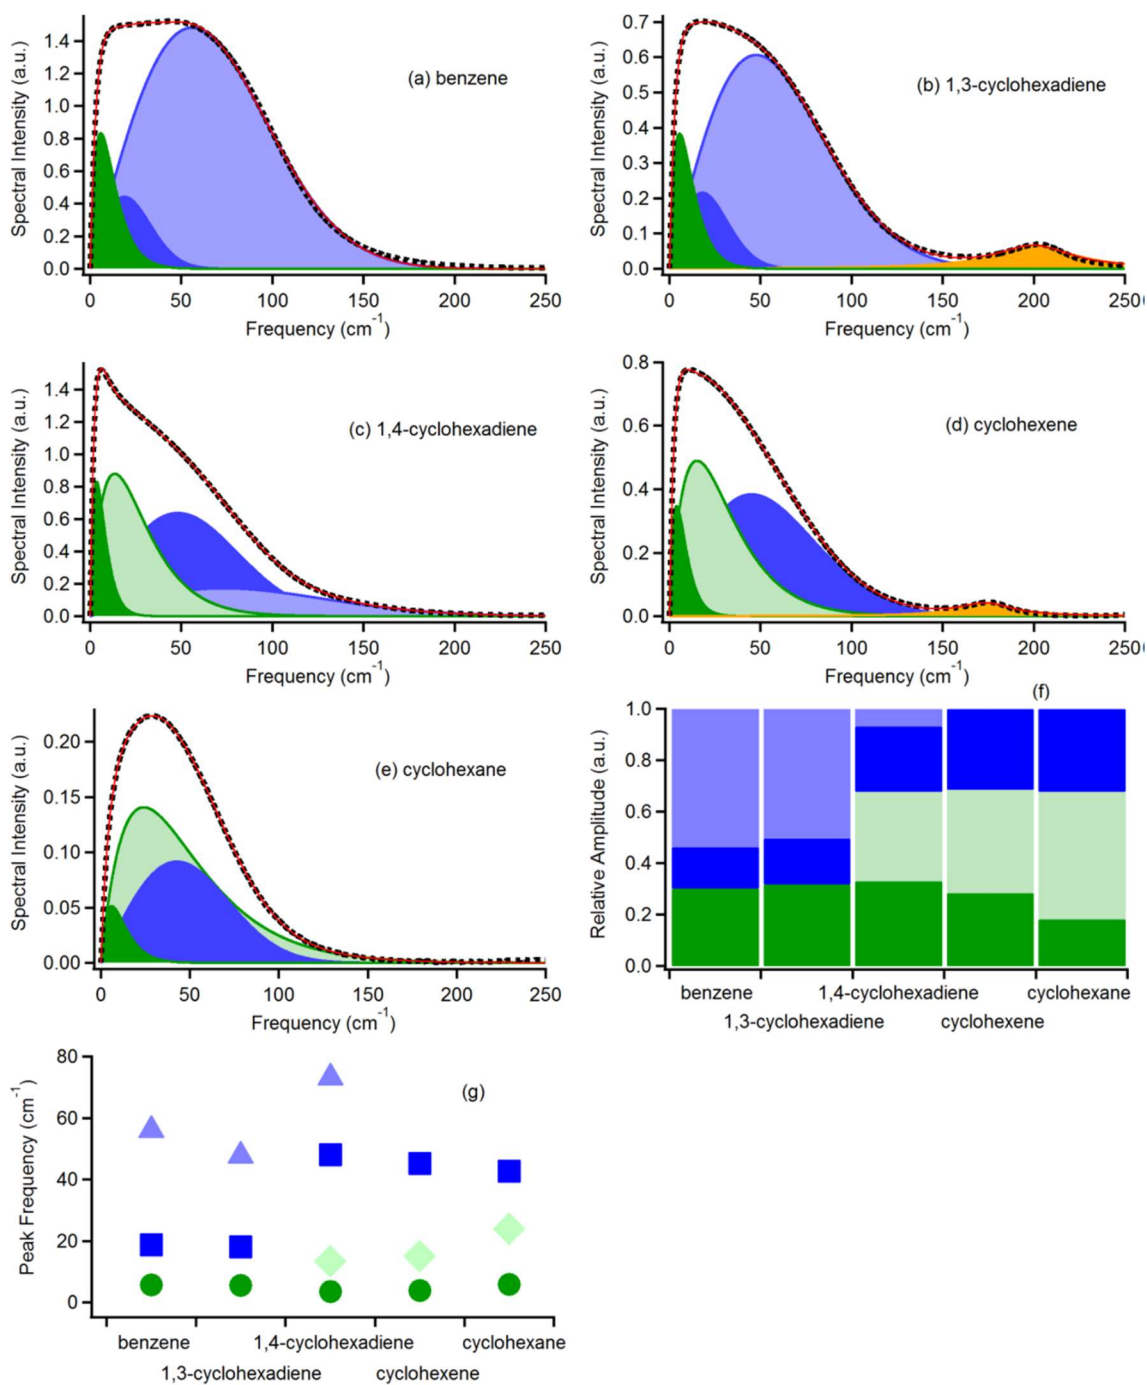 (a) benzene
Spectral Intensity (a.u.)
1.4
1.2
1.0
0.8
0.6
0.4
0.2
0.0
0 50 100 150 200 250
Frequency (cm⁻¹)
(b) 1,3-cyclohexadiene
Spectral Intensity (a.u.)
0.7
0.6
0.5
0.4
0.3
0.2
0.1
0.0
0 50 100 150 200 250
Frequency (cm⁻¹)
(c) 1,4-cyclohexadiene
Spectral Intensity (a.u.)
1.4
1.2
1.0
0.8
0.6
0.4
0.2
0.0
0 50 100 150 200 250
Frequency (cm⁻¹)
(d) cyclohexene
Spectral Intensity (a.u.)
0.8
0.6
0.4
0.2
0.0
0 50 100 150 200 250
Frequency (cm⁻¹)
(e) cyclohexane
Spectral Intensity (a.u.)
0.20
0.15
0.10
0.05
0.00
0 50 100 150 200 250
Frequency (cm⁻¹)
(f)
Relative Amplitude (a.u.)
1.0
0.8
0.6
0.4
0.2
0.0
benzene 1,4-cyclohexadiene cyclohexane
1,3-cyclohexadiene cyclohexene
(g)
Peak Frequency (cm⁻¹)
80
60
40
20
0
benzene 1,4-cyclohexadiene cyclohexane
1,3-cyclohexadiene cyclohexene